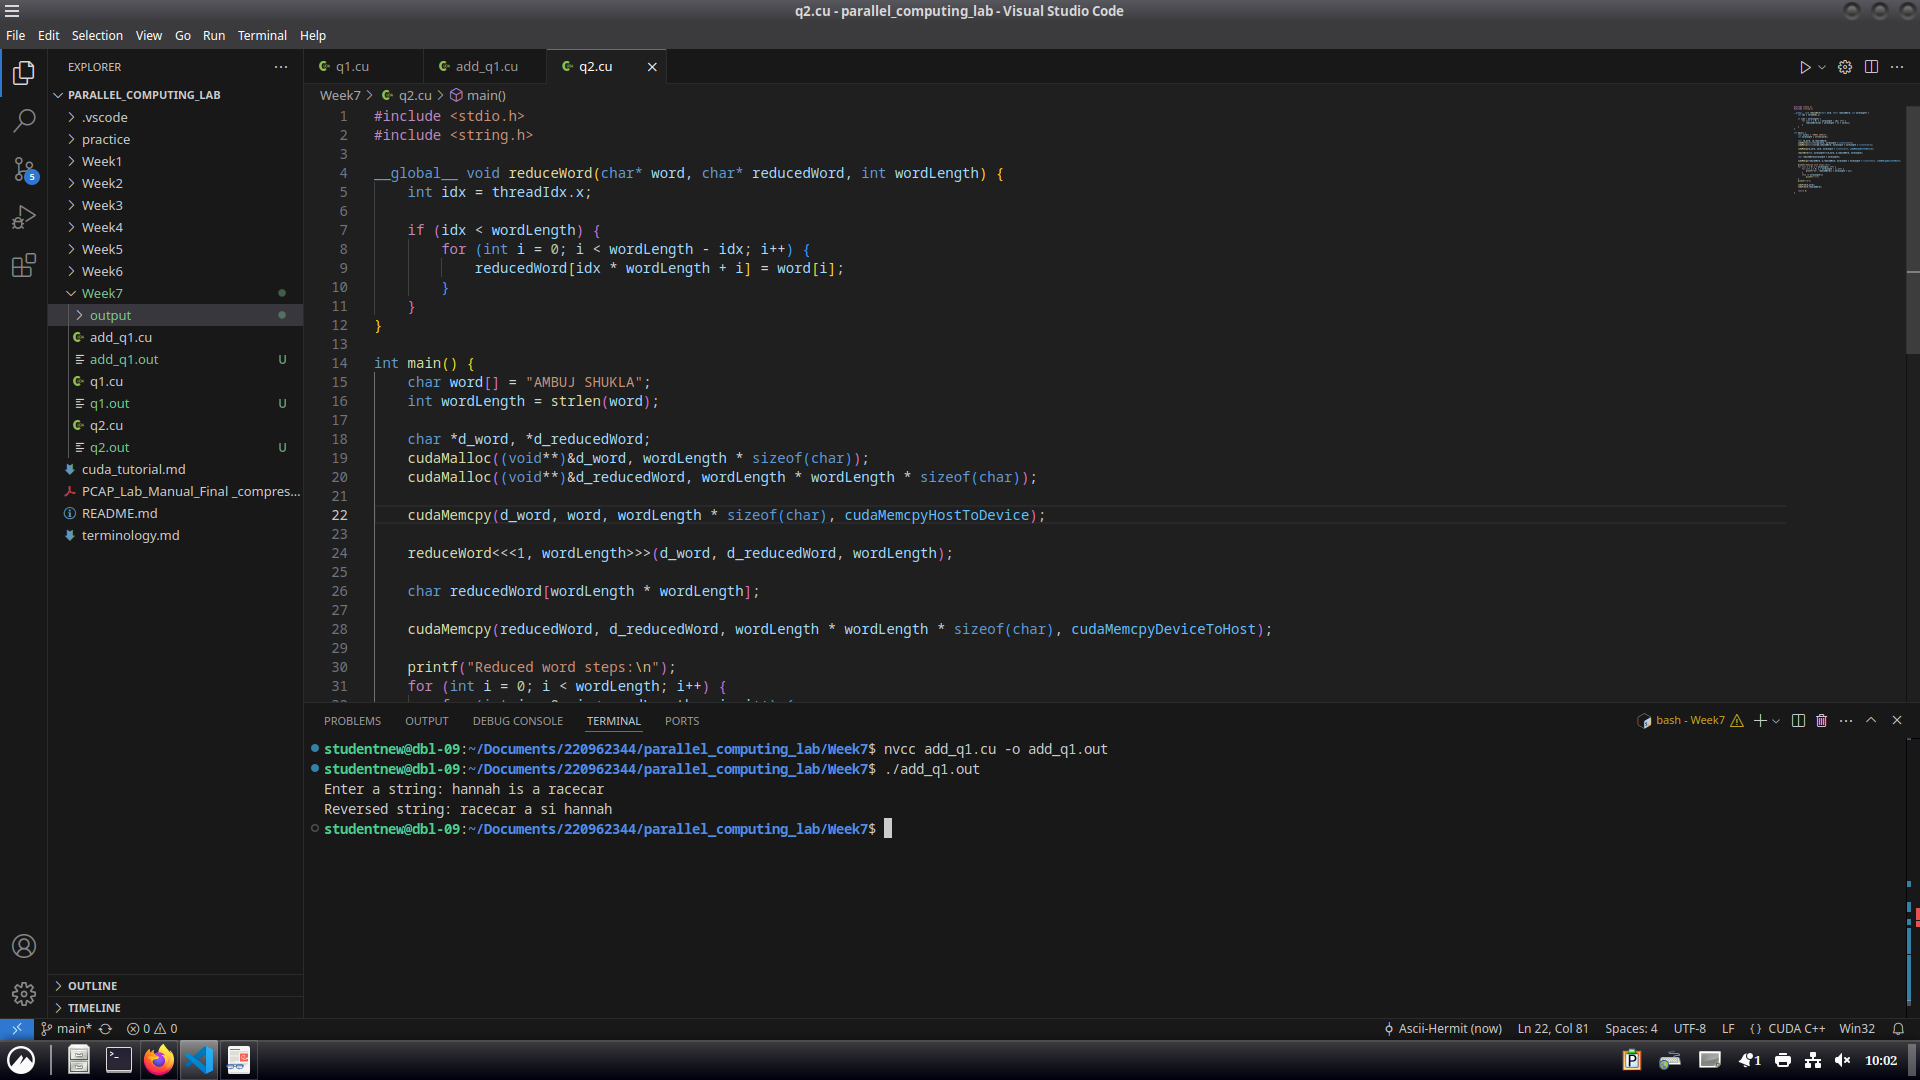 q2.cu - parallel_computing_lab - Visual Studio Code
File Edit Selection View Go Run Terminal Help
EXPLORER
PARALLEL_COMPUTING_LAB
.vscode
practice
Week1
Week2
Week3
Week4
Week5
Week6
Week7
output
add_q1.cu
add_q1.out U
q1.cu
q1.out U
q2.cu
q2.out U
cuda_tutorial.md
PCAP_Lab_Manual_Final _compres...
README.md
terminology.md
OUTLINE
TIMELINE
5
q1.cu add_q1.cu q2.cu
Week7 > q2.cu > main()
1 #include <stdio.h>
2 #include <string.h>
3
4 __global__ void reduceWord(char* word, char* reducedWord, int wordLength) {
5 int idx = threadIdx.x;
6
7 if (idx < wordLength) {
8 for (int i = 0; i < wordLength - idx; i++) {
9 reducedWord[idx * wordLength + i] = word[i];
10 }
11 }
12 }
13
14 int main() {
15 char word[] = "AMBUJ SHUKLA";
16 int wordLength = strlen(word);
17
18 char *d_word, *d_reducedWord;
19 cudaMalloc((void**)&d_word, wordLength * sizeof(char));
20 cudaMalloc((void**)&d_reducedWord, wordLength * wordLength * sizeof(char));
21
22 cudaMemcpy(d_word, word, wordLength * sizeof(char), cudaMemcpyHostToDevice);
23
24 reduceWord<<<1, wordLength>>>(d_word, d_reducedWord, wordLength);
25
26 char reducedWord[wordLength * wordLength];
27
28 cudaMemcpy(reducedWord, d_reducedWord, wordLength * wordLength * sizeof(char), cudaMemcpyDeviceToHost);
29
30 printf("Reduced word steps:\n");
31 for (int i = 0; i < wordLength; i++) {
PROBLEMS OUTPUT DEBUG CONSOLE TERMINAL PORTS
bash - Week7
studentnew@dbl-09:~/Documents/220962344/parallel_computing_lab/Week7$ nvcc add_q1.cu -o add_q1.out
studentnew@dbl-09:~/Documents/220962344/parallel_computing_lab/Week7$ ./add_q1.out
Enter a string: hannah is a racecar
Reversed string: racecar a si hannah
studentnew@dbl-09:~/Documents/220962344/parallel_computing_lab/Week7$
main* 0 0
Ascii-Hermit (now) Ln 22, Col 81 Spaces: 4 UTF-8 LF {} CUDA C++ Win32
1 10:02